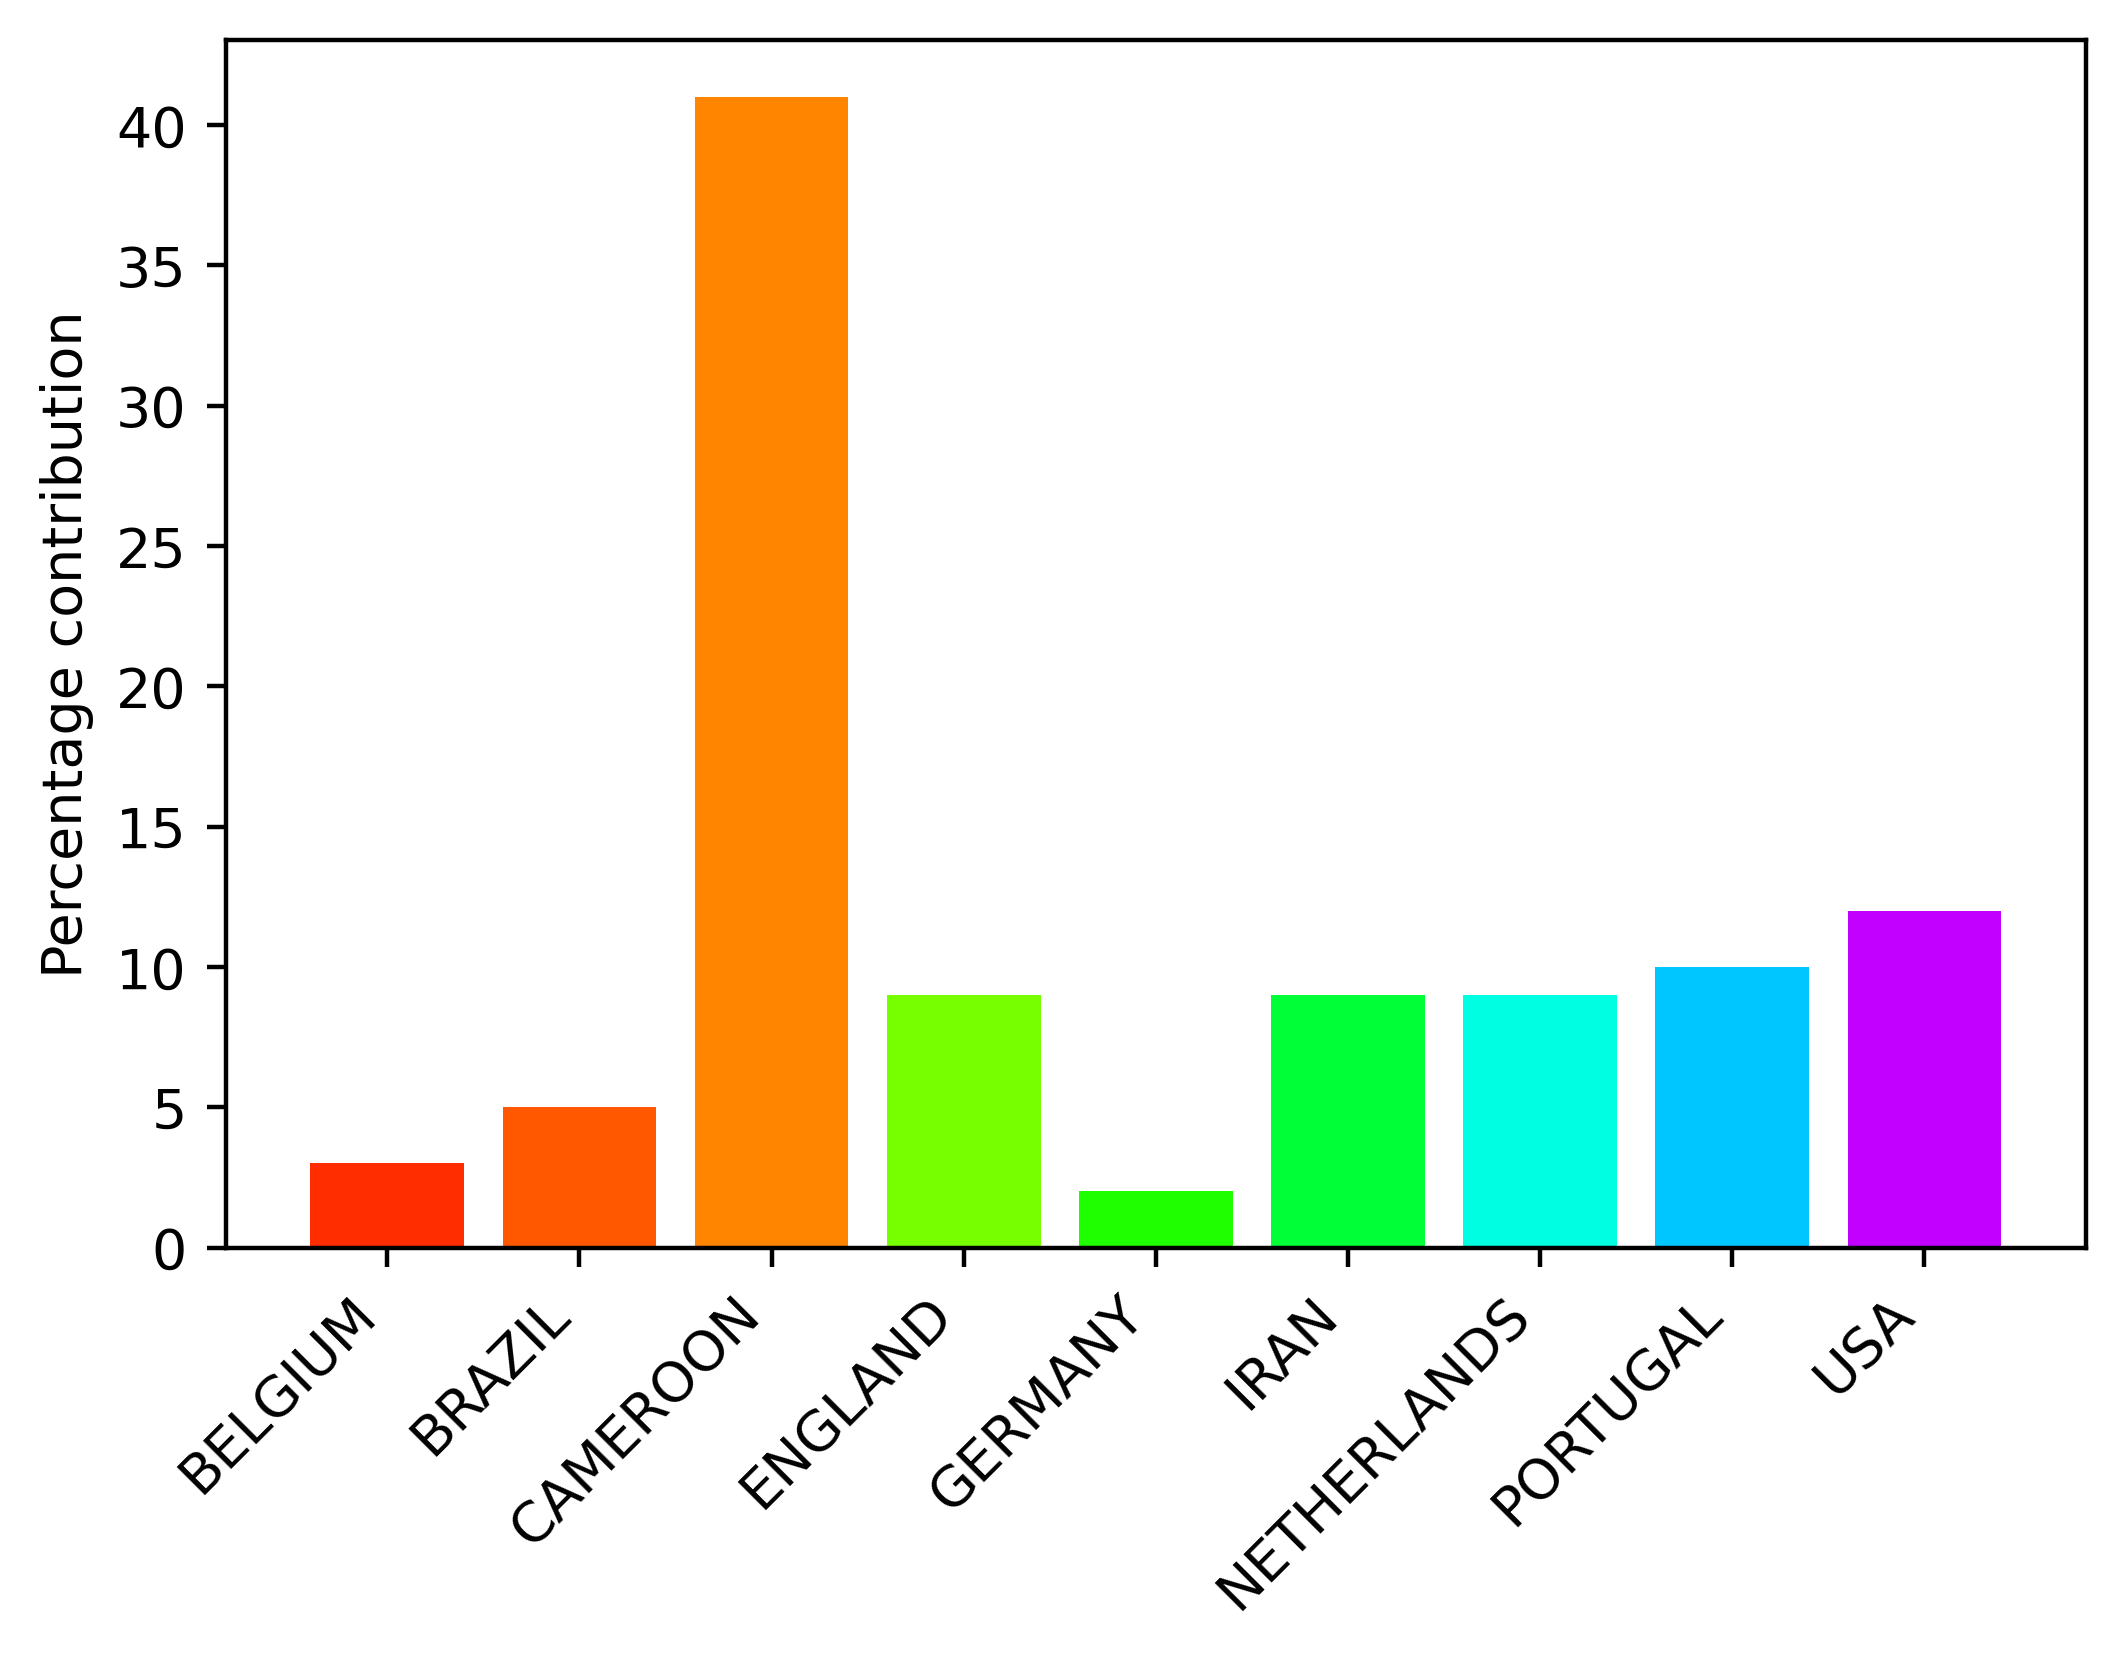 Percentage contribution
40
35
30
25
20
15
10
5
0
BELGIUM
BRAZIL
CAMEROON
ENGLAND
GERMANY
IRAN
NETHERLANDS
PORTUGAL
USA